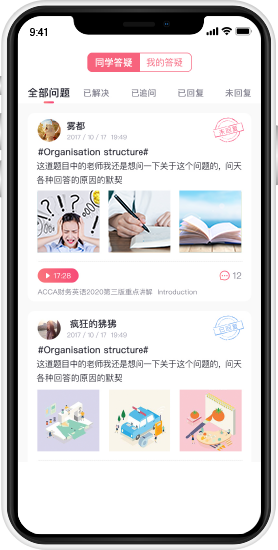 9:41
同学答疑 我的答疑
全部问题 已解决 已追问 已回复 未回复
雾都
2017 / 10 / 17 19:49
未回复
#Organisation structure#
这道题目中的老师我还是想问一下关于这个问题的，问天
各种回答的原因的默契
17:28
12
ACCA财务英语2020第三版重点讲解 Introduction
疯狂的狒狒
2017 / 10 / 17 19:49
已回复
#Organisation structure#
这道题目中的老师我还是想问一下关于这个问题的，问天
各种回答的原因的默契